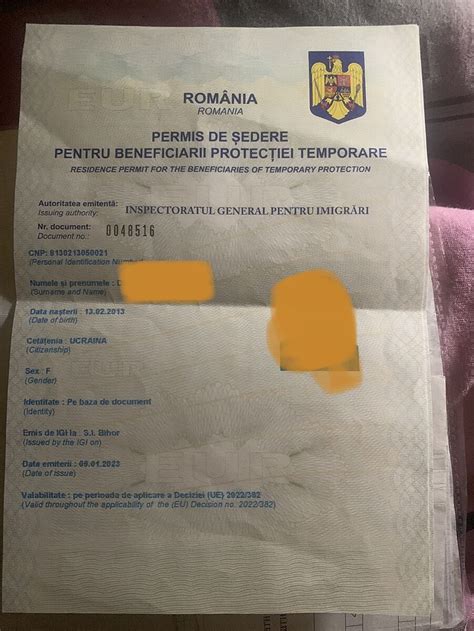 ROMÂNIA
ROMANIA
PERMIS DE ȘEDERE
PENTRU BENEFICIARII PROTECȚIEI TEMPORARE
RESIDENCE PERMIT FOR THE BENEFICIARIES OF TEMPORARY PROTECTION
Autoritatea emitentă: INSPECTORATUL GENERAL PENTRU IMIGRĂRI
Issuing authority:
Nr. document: 0048516
Document no.:
CNP: 8130213050021
(Personal Identification
Numele și prenumele :
(Surname and Name)
Data nașterii : 13.02.2013
(Date of birth)
Cetățenia : UCRAINA
(Citizenship)
Sex : F
(Gender)
Identitate : Pe baza de document
(Identity)
Emis de IGI la : S.I. Bihor
(Issued by the IGI on)
Data emiterii :
(Date of issue)
Valabilitate : pe perioada de aplicare a Deciziei (UE) 2022/382
(Valid throughout the applicability of the (EU) Decision no. 2022/382)